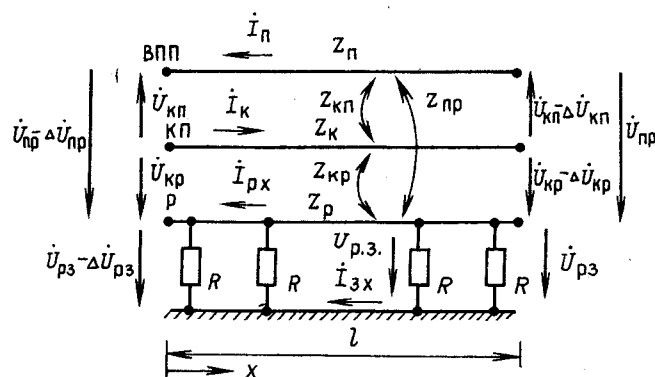 İп
ВПП
Zп
U̇кп
İк
Zкп
Zпр
U̇кп-ΔU̇кп
U̇пр-ΔU̇пр
КП
Zк
U̇пр
U̇кр
İрх
Zкр
U̇кр-ΔU̇кр
Р
Zр
U̇рз-ΔU̇рз
Uр.з.
U̇рз
R
R
İзх
R
R
l
x